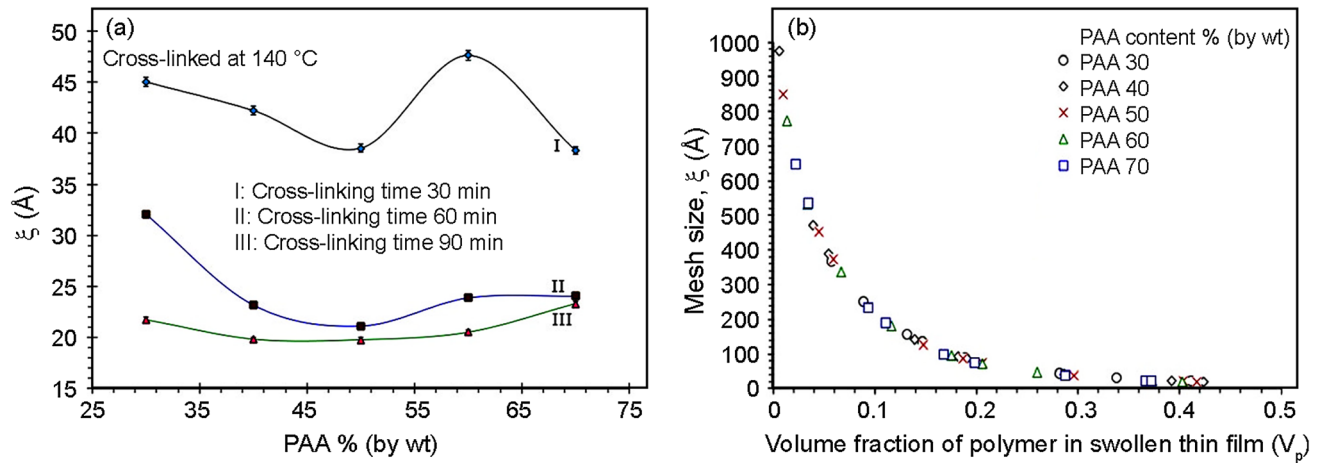 (a)
50
Cross-linked at 140 °C
45
40
I
35
I: Cross-linking time 30 min
30
II: Cross-linking time 60 min
III: Cross-linking time 90 min
25
II
20
III
15
25 35 45 55 65 75
PAA % (by wt)
ξ (Å)
(b)
PAA content % (by wt)
PAA 30
PAA 40
PAA 50
PAA 60
PAA 70
1000
900
800
700
600
500
400
300
200
100
0
0 0.1 0.2 0.3 0.4 0.5
Volume fraction of polymer in swollen thin film (Vp)
Mesh size, ξ (Å)